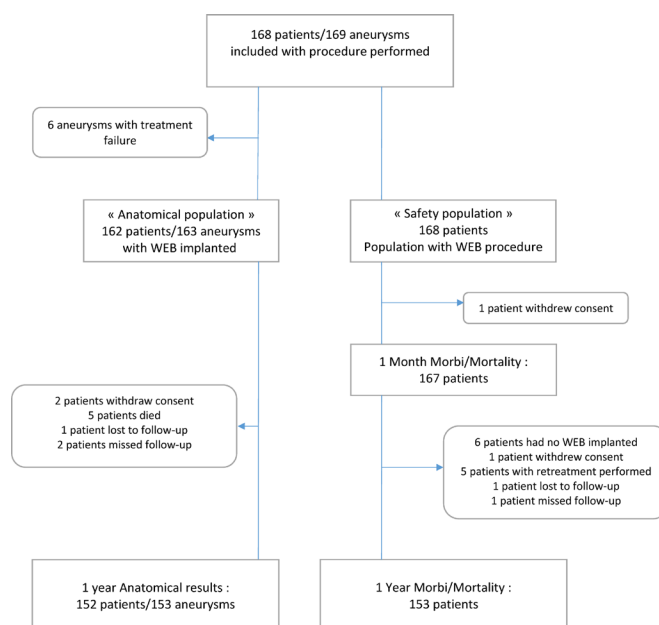 168 patients/169 aneurysms
included with procedure performed
6 aneurysms with treatment
failure
« Anatomical population »
162 patients/163 aneurysms
with WEB implanted
« Safety population »
168 patients
Population with WEB procedure
1 patient withdrew consent
1 Month Morbi/Mortality :
167 patients
2 patients withdraw consent
5 patients died
1 patient lost to follow-up
2 patients missed follow-up
6 patients had no WEB implanted
1 patient withdrew consent
5 patients with retreatment performed
1 patient lost to follow-up
1 patient missed follow-up
1 year Anatomical results :
152 patients/153 aneurysms
1 Year Morbi/Mortality :
153 patients